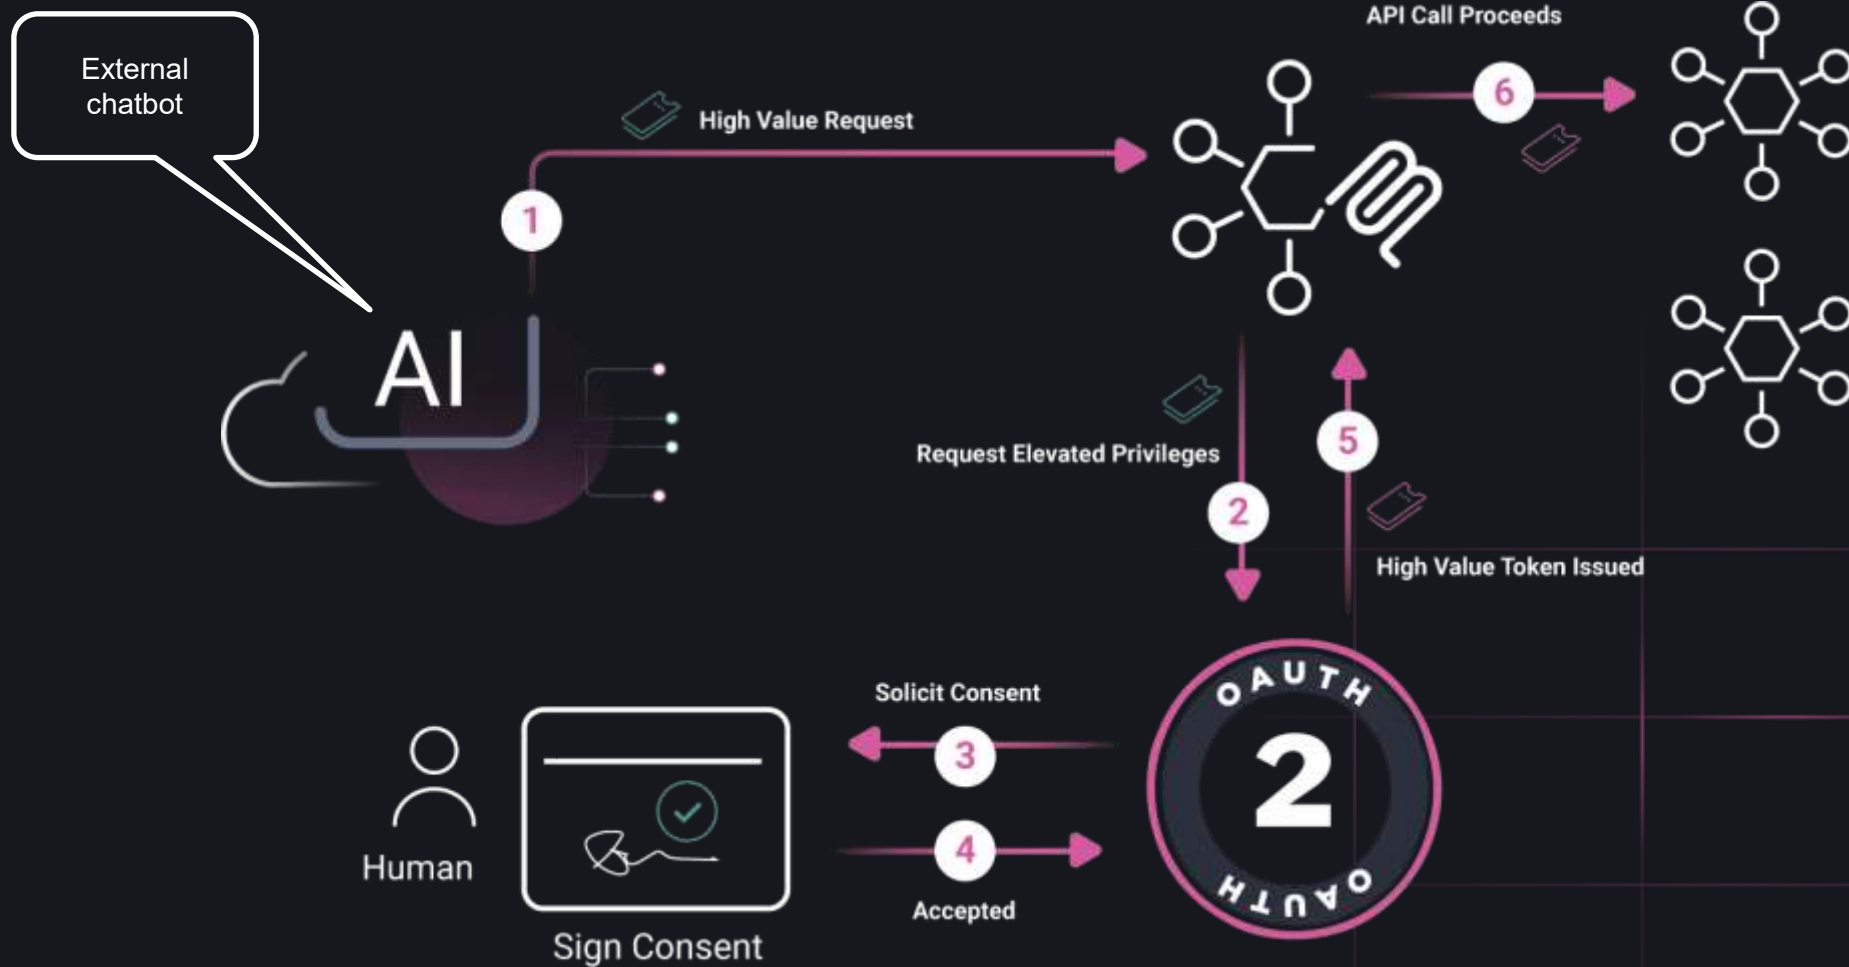 External
chatbot
API Call Proceeds
6
High Value Request
1
AI
Request Elevated Privileges
2
5
High Value Token Issued
Solicit Consent
3
4
Accepted
Human
Sign Consent
OAUTH
2
OAUTH